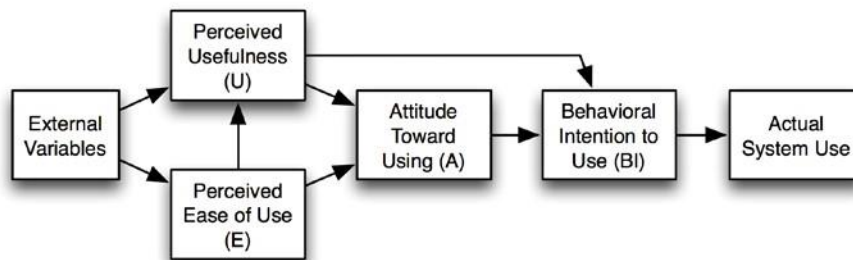 Perceived
Usefulness
(U)
External
Variables
Perceived
Ease of Use
(E)
Attitude
Toward
Using (A)
Behavioral
Intention to
Use (BI)
Actual
System Use